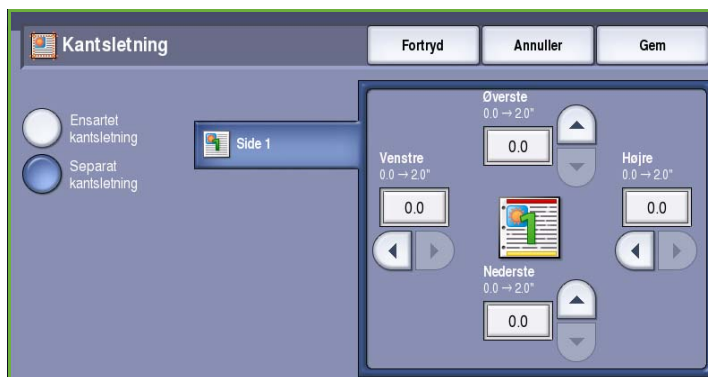 Kantsletning
Fortryd
Annuller
Gem
Ensartet
kantsletning
Separat
kantsletning
Side 1
Øverste
0.0 → 2.0"
0.0
Venstre
0.0 → 2.0"
0.0
Højre
0.0 → 2.0"
0.0
Nederste
0.0 → 2.0"
0.0